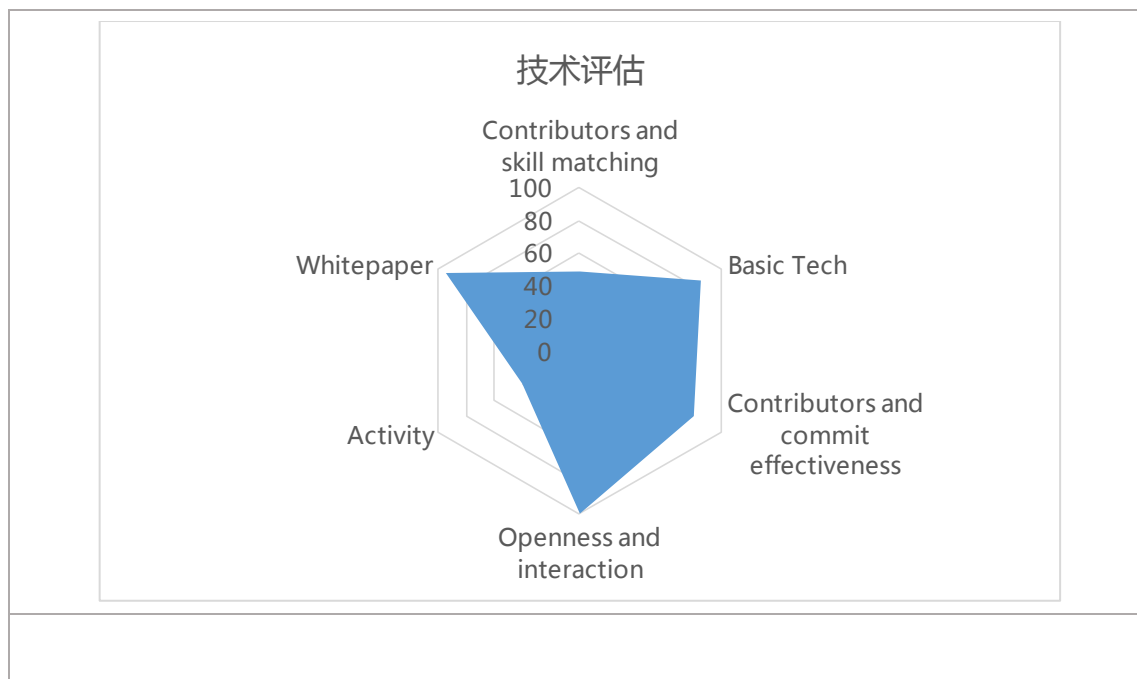 技术评估
Contributors and
skill matching
100
80
60
40
20
0
Whitepaper
Basic Tech
Contributors and
commit
effectiveness
Activity
Openness and
interaction